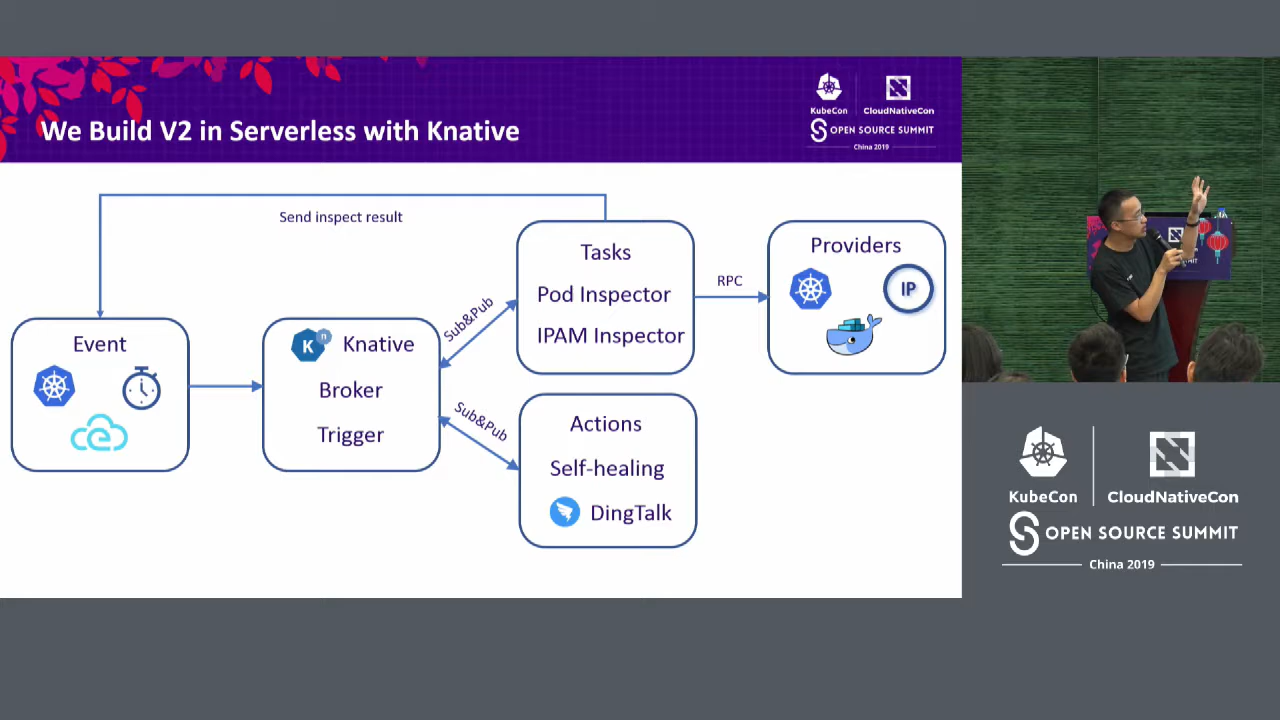 We Build V2 in Serverless with Knative
KubeCon
CloudNativeCon
OPEN SOURCE SUMMIT
China 2019
Send inspect result
Event
K
n
Knative
Broker
Trigger
Sub&Pub
Sub&Pub
Tasks
Pod Inspector
IPAM Inspector
RPC
Providers
IP
Actions
Self-healing
DingTalk
KubeCon
CloudNativeCon
OPEN SOURCE SUMMIT
China 2019